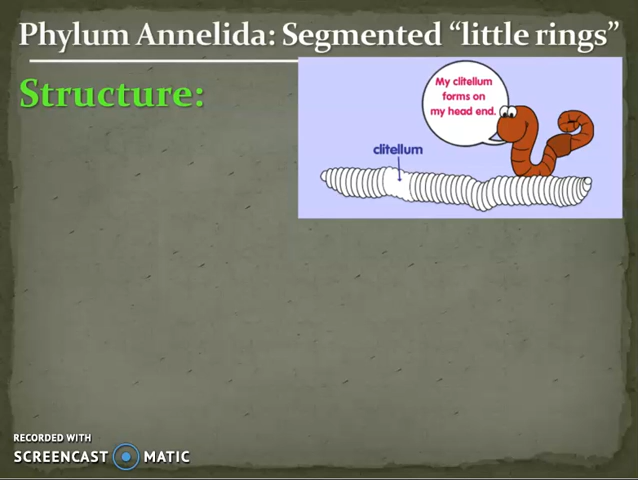 Phylum Annelida: Segmented “little rings”
Structure:
My clitellum
forms on
my head end.
clitellum
RECORDED WITH
SCREENCAST MATIC